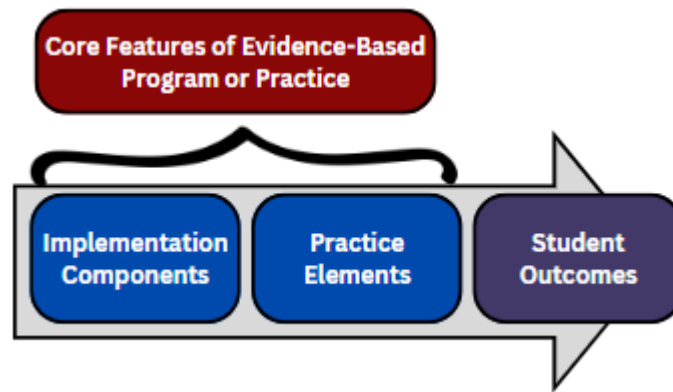 Core Features of Evidence-Based
Program or Practice
Implementation
Components
Practice
Elements
Student
Outcomes